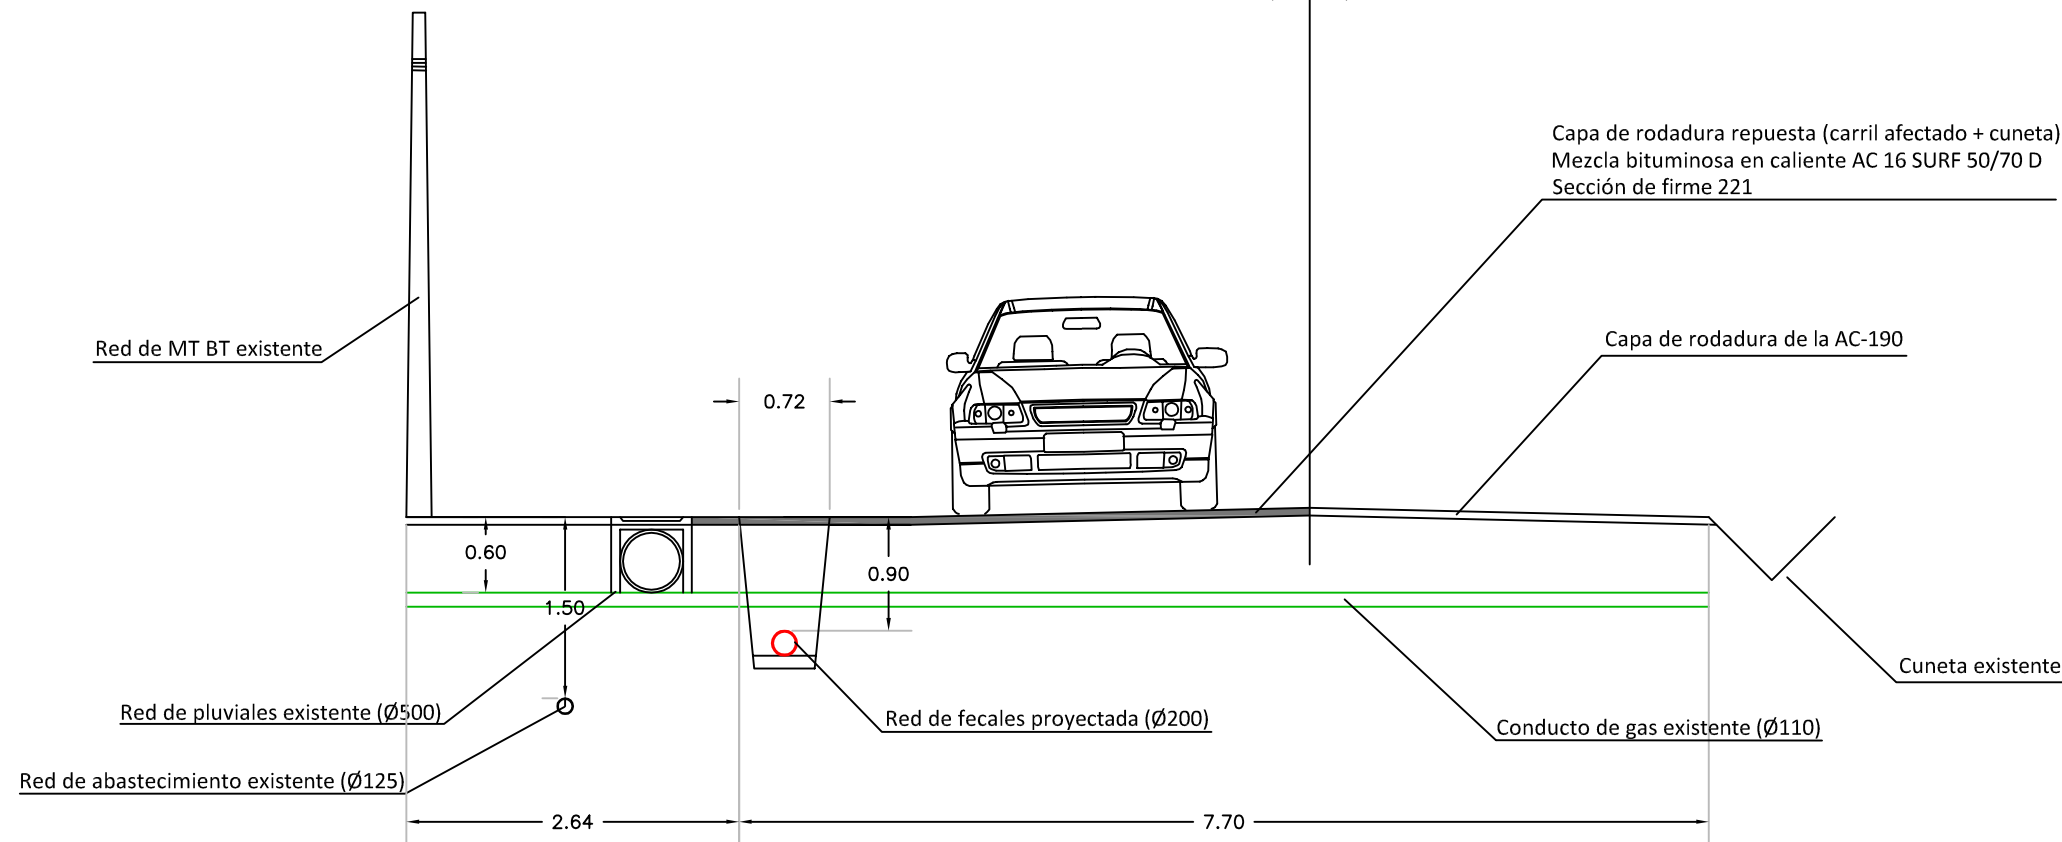 Capa de rodadura repuesta (carril afectado + cuneta)
Mezcla bituminosa en caliente AC 16 SURF 50/70 D
Sección de firme 221
Capa de rodadura de la AC-190
Red de MT BT existente
0.72
0.60
0.90
1.50
Cuneta existente
Red de pluviales existente (Ø500)
Red de fecales proyectada (Ø200)
Conducto de gas existente (Ø110)
Red de abastecimiento existente (Ø125)
2.64
7.70